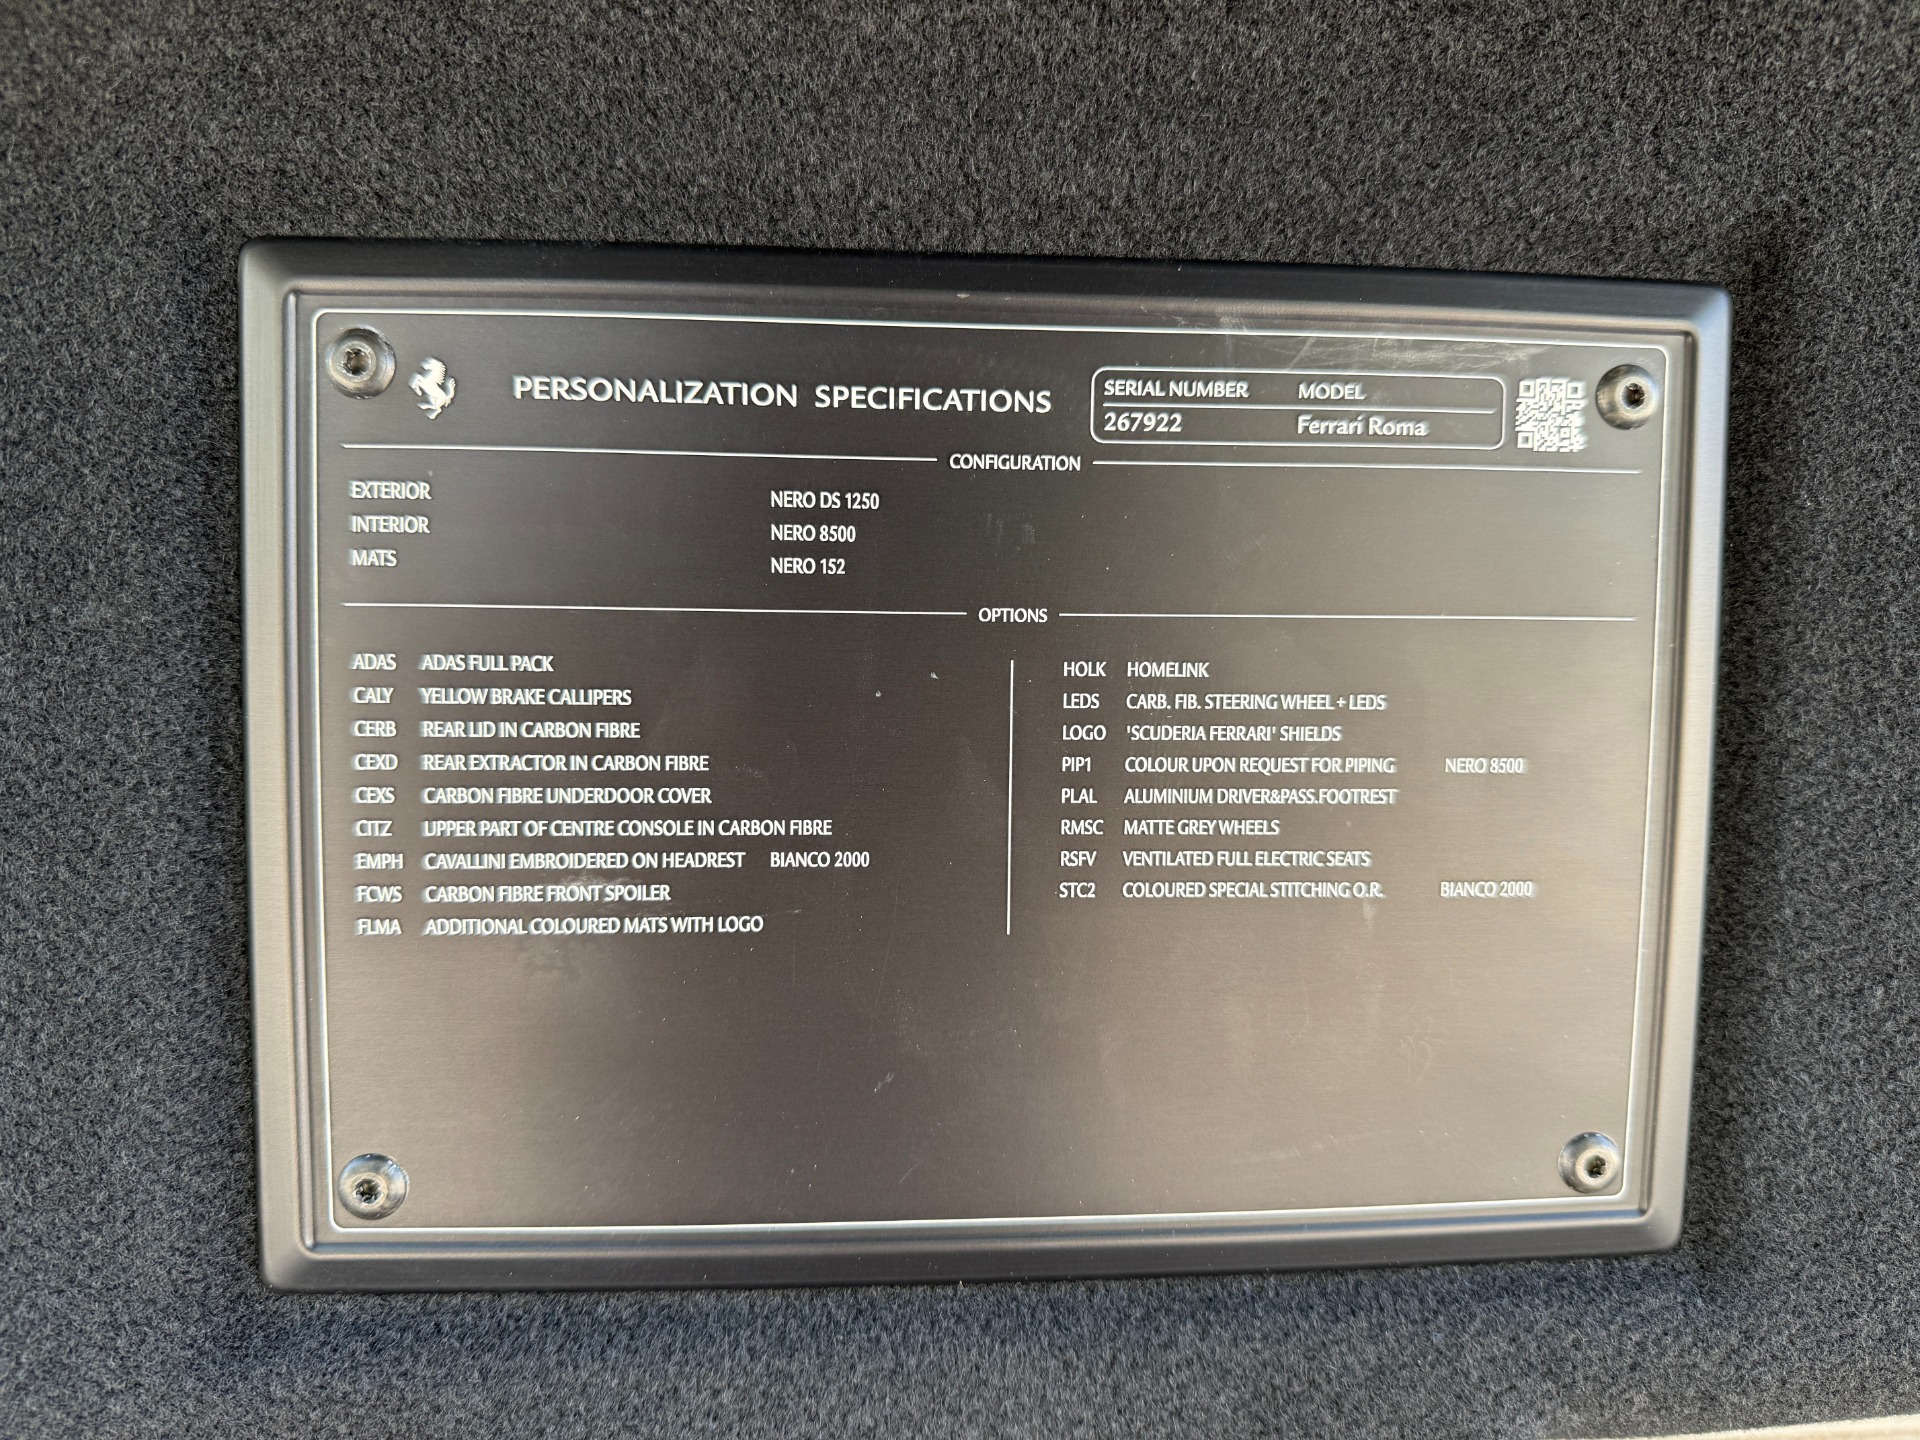 PERSONALIZATION SPECIFICATIONS
SERIAL NUMBER MODEL
267922 Ferrari Roma
CONFIGURATION
EXTERIOR NERO DS 1250
INTERIOR NERO 8500
MATS NERO 152
OPTIONS
ADAS ADAS FULL PACK
CALY YELLOW BRAKE CALLIPERS
CERB REAR LID IN CARBON FIBRE
CEXD REAR EXTRACTOR IN CARBON FIBRE
CEXS CARBON FIBRE UNDERDOOR COVER
CITZ UPPER PART OF CENTRE CONSOLE IN CARBON FIBRE
EMPH CAVALLINI EMBROIDERED ON HEADREST BIANCO 2000
FCWS CARBON FIBRE FRONT SPOILER
FLMA ADDITIONAL COLOURED MATS WITH LOGO
HOLK HOMELINK
LEDS CARB. FIB. STEERING WHEEL + LEDS
LOGO 'SCUDERIA FERRARI' SHIELDS
PIP1 COLOUR UPON REQUEST FOR PIPING NERO 8500
PLAL ALUMINIUM DRIVER&PASS.FOOTREST
RMSC MATTE GREY WHEELS
RSFV VENTILATED FULL ELECTRIC SEATS
STC2 COLOURED SPECIAL STITCHING O.R. BIANCO 2000